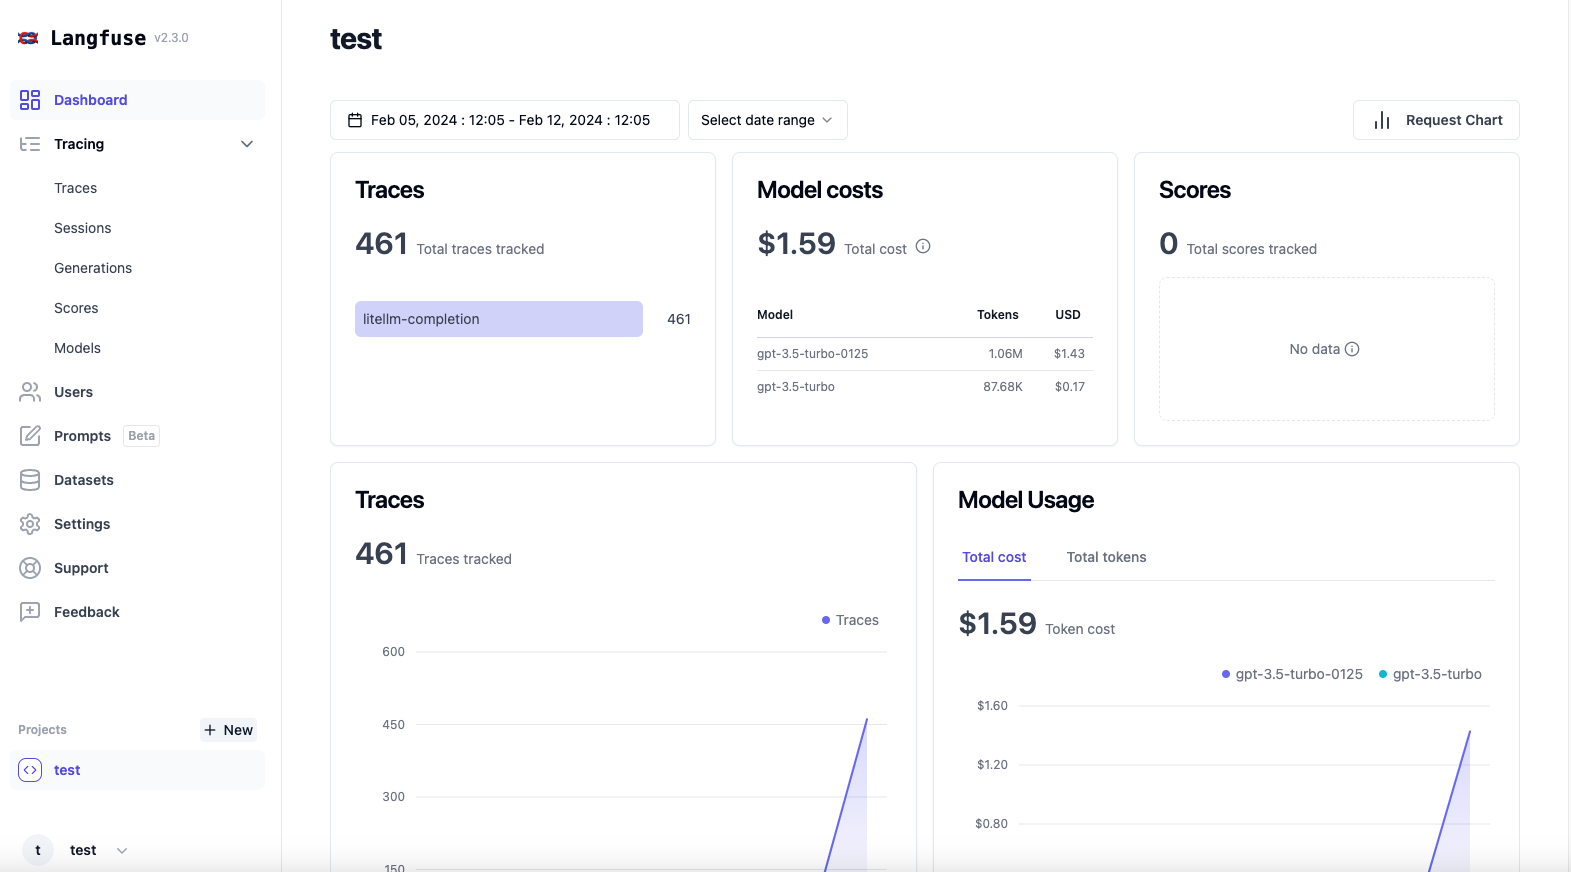 Langfuse v2.3.0
Dashboard
Tracing
Traces
Sessions
Generations
Scores
Models
Users
Prompts Beta
Datasets
Settings
Support
Feedback
Projects + New
test
t test
test
Feb 05, 2024 : 12:05 - Feb 12, 2024 : 12:05
Select date range
Request Chart
Traces
461 Total traces tracked
litellm-completion 461
Model costs
$1.59 Total cost
Model Tokens USD
gpt-3.5-turbo-0125 1.06M $1.43
gpt-3.5-turbo 87.68K $0.17
Scores
0 Total scores tracked
No data
Traces
461 Traces tracked
Traces
600
450
300
150
Model Usage
Total cost Total tokens
$1.59 Token cost
gpt-3.5-turbo-0125 gpt-3.5-turbo
$1.60
$1.20
$0.80